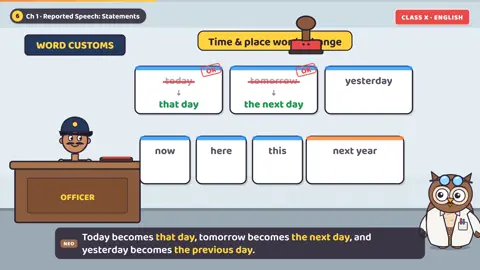 6 Ch 1 · Reported Speech: Statements
CLASS X · ENGLISH
WORD CUSTOMS
Time & place wor nge
today OK
↓
that day
tomorrow OK
↓
the next day
yesterday
now
here
this
next year
OFFICER
NEO Today becomes that day, tomorrow becomes the next day, and
yesterday becomes the previous day.